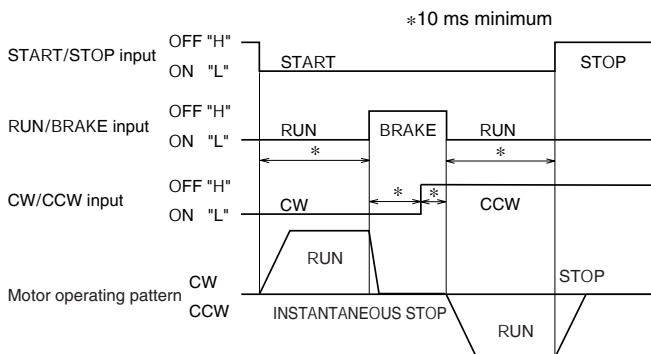 *10 ms minimum
START/STOP input
OFF "H"
ON "L"
START
STOP
RUN/BRAKE input
OFF "H"
ON "L"
RUN
BRAKE
RUN
*
*
CW/CCW input
OFF "H"
ON "L"
CW
*
*
CCW
Motor operating pattern
CW
CCW
RUN
INSTANTANEOUS STOP
RUN
STOP